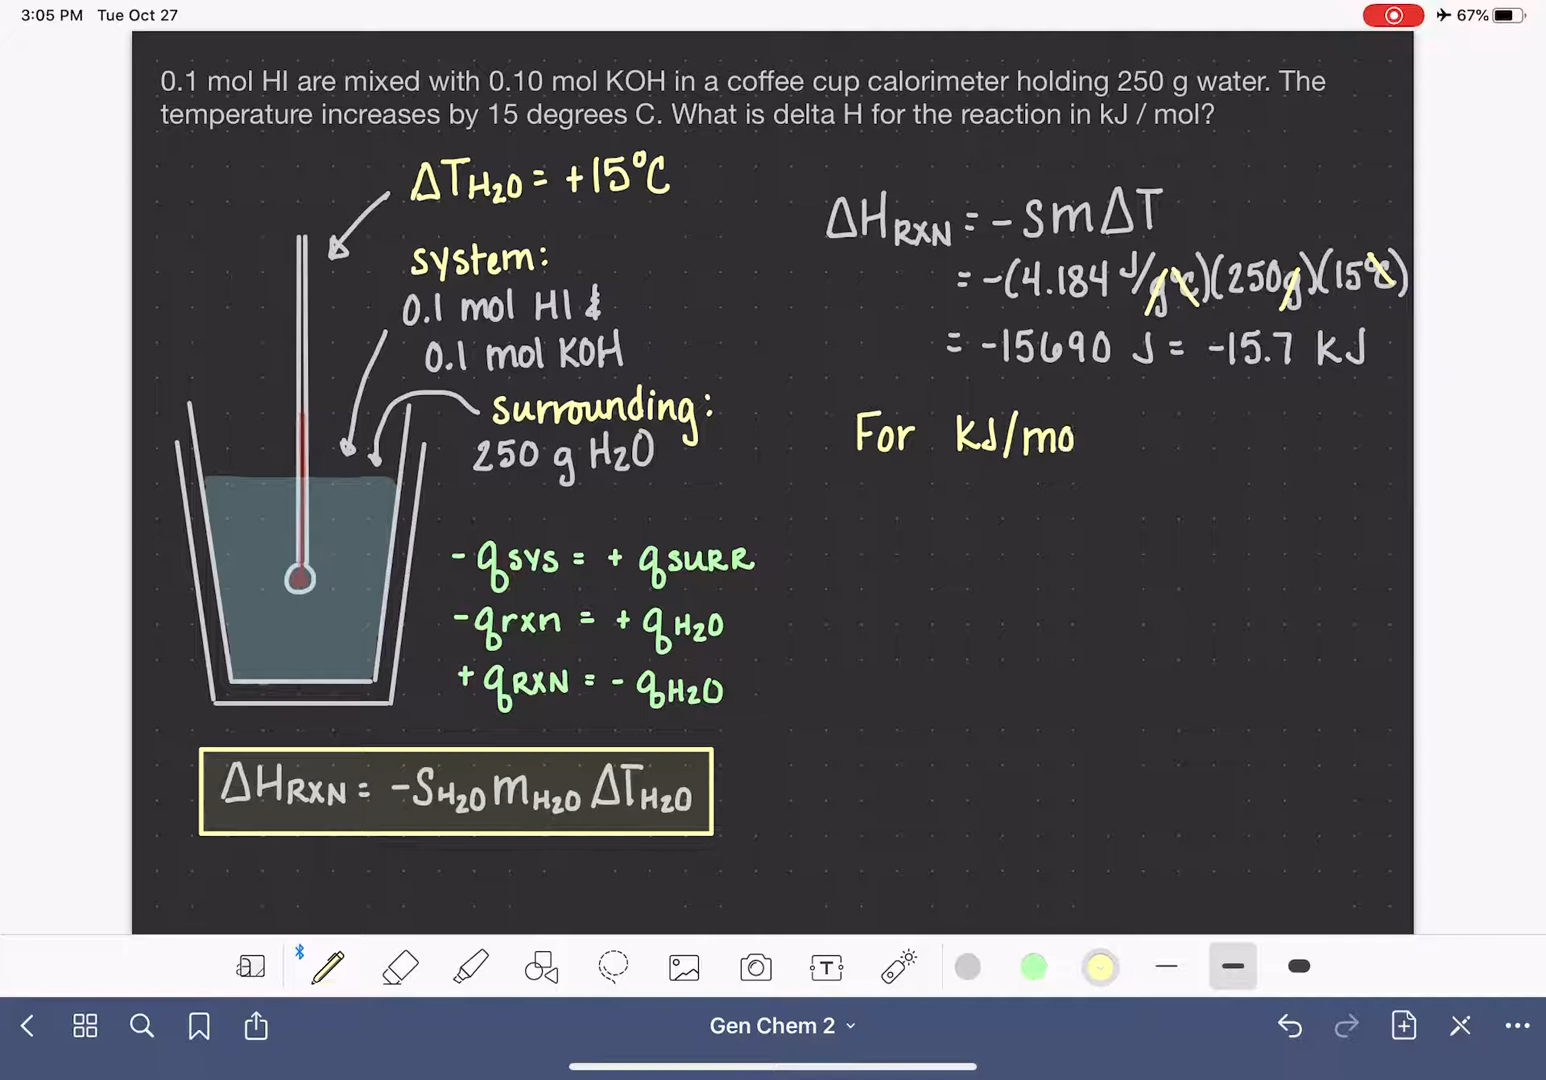 3:05 PM Tue Oct 27
67%
0.1 mol HI are mixed with 0.10 mol KOH in a coffee cup calorimeter holding 250 g water. The
temperature increases by 15 degrees C. What is delta H for the reaction in kJ / mol?
ΔTH₂O = +15°C
system:
0.1 mol HI &
0.1 mol KOH
surrounding:
250 g H₂O
-qSYS = + qSURR
-qrxn = + qH₂O
+qRXN = - qH₂O
ΔHRXN = -SH₂O mH₂O ΔTH₂O
ΔHRXN = - SmΔT
= -(4.184 J/g°C)(250g)(15°C)
= -15690 J = -15.7 KJ
For KJ/mo
T
Gen Chem 2